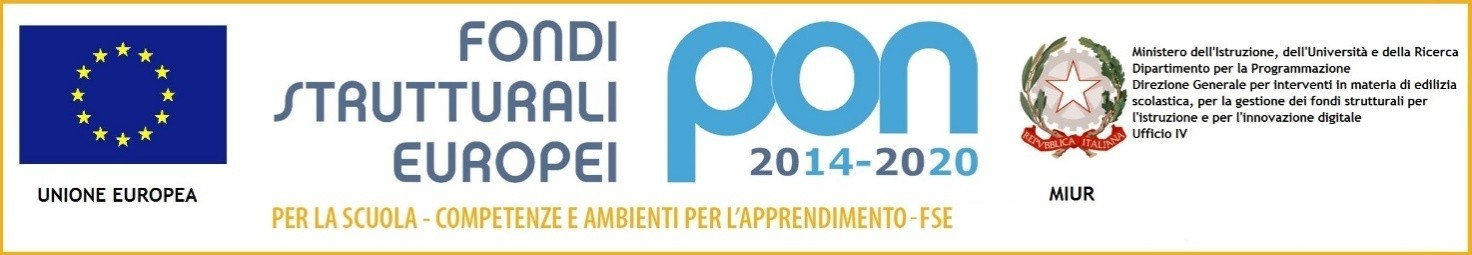 UNIONE EUROPEA
FONDI
STRUTTURALI
EUROPEI
pon
2014-2020
PER LA SCUOLA - COMPETENZE E AMBIENTI PER L'APPRENDIMENTO-FSE
REPVBBLICA ITALIANA
MIUR
Ministero dell'Istruzione, dell'Università e della Ricerca
Dipartimento per la Programmazione
Direzione Generale per interventi in materia di edilizia
scolastica, per la gestione dei fondi strutturali per
l'istruzione e per l'innovazione digitale
Ufficio IV